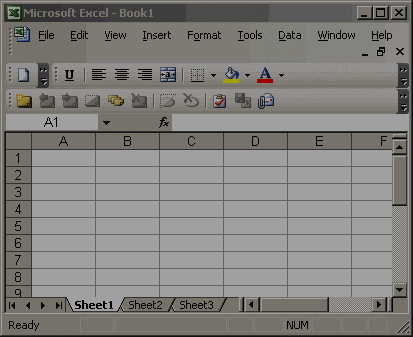 Microsoft Excel - Book1
File Edit View Insert Format Tools Data Window Help
U A
A1 fx
A B C D E F
1
2
3
4
5
6
7
8
9
Sheet1 Sheet2 Sheet3
Ready NUM